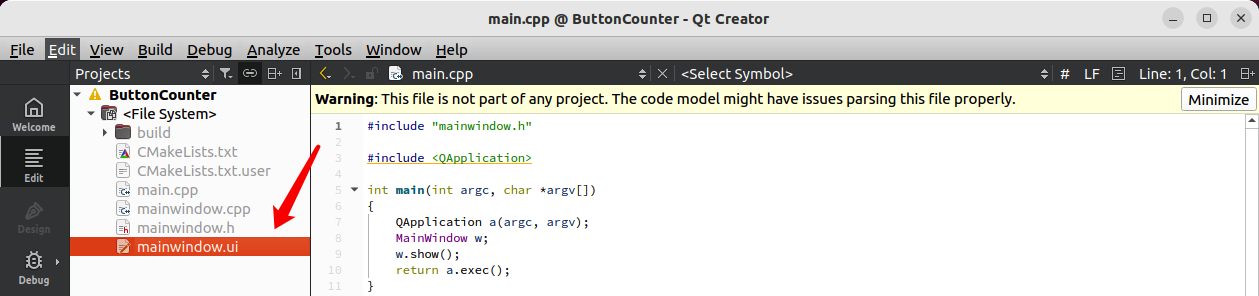 main.cpp @ ButtonCounter - Qt Creator
File Edit View Build Debug Analyze Tools Window Help
Projects main.cpp <Select Symbol> # LF Line: 1, Col: 1
Welcome
Edit
Design
Debug
ButtonCounter
<File System>
build
CMakeLists.txt
CMakeLists.txt.user
main.cpp
mainwindow.cpp
mainwindow.h
mainwindow.ui
Warning: This file is not part of any project. The code model might have issues parsing this file properly. Minimize
1 #include "mainwindow.h"
2
3 #include <QApplication>
4
5 int main(int argc, char *argv[])
6 {
7 QApplication a(argc, argv);
8 MainWindow w;
9 w.show();
10 return a.exec();
11 }